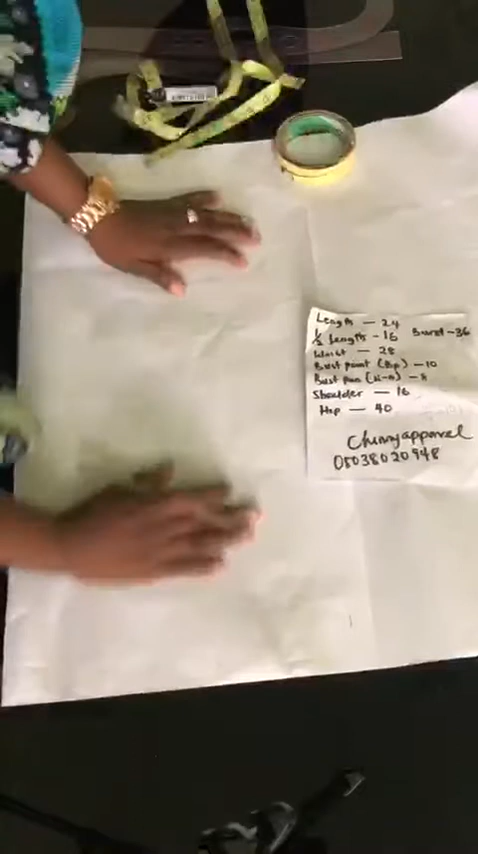 Length — 24
1/2 Length - 16 Burst - 36
Waist — 28
Bust point (Bp) — 10
Bust pan (N-N) — 8
Shoulder — 16
Hip — 40
Chinnyapparel
08038020948